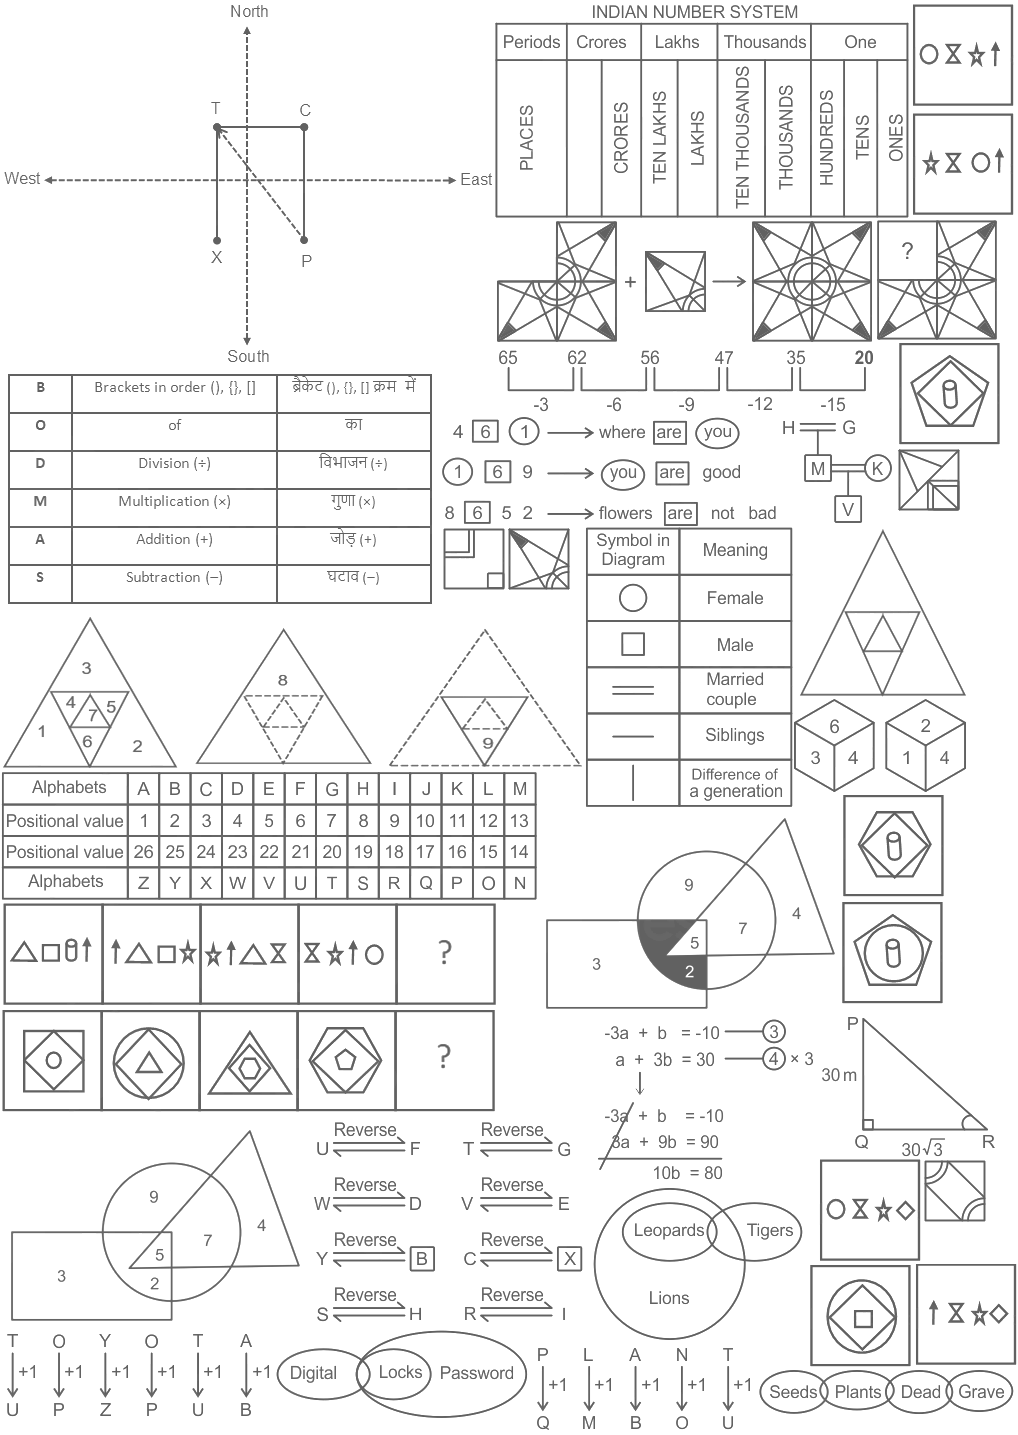 North
T C
West East
X P
South
INDIAN NUMBER SYSTEM
Periods Crores Lakhs Thousands One
PLACES CRORES TEN LAKHS LAKHS TEN THOUSANDS THOUSANDS HUNDREDS TENS ONES
+ ?
65 62 56 47 35 20
-3 -6 -9 -12 -15
B Brackets in order (), {}, [] ब्रैकेट (), {}, [] क्रम में
O of का
D Division (÷) विभाजन (÷)
M Multiplication (×) गुणा (×)
A Addition (+) जोड़ (+)
S Subtraction (–) घटाव (–)
4 6 1 where are you
1 6 9 you are good
8 6 5 2 flowers are not bad
H G
M K
V
Symbol in Diagram Meaning
Female
Male
Married couple
Siblings
Difference of a generation
3
4 5
7
1 6 2
8
9
6
3 4
2
1 4
Alphabets A B C D E F G H I J K L M
Positional value 1 2 3 4 5 6 7 8 9 10 11 12 13
Positional value 26 25 24 23 22 21 20 19 18 17 16 15 14
Alphabets Z Y X W V U T S R Q P O N
9
7 4
5
3 2
?
?
-3a + b = -10 3
a + 3b = 30 4 × 3
-3a + b = -10
3a + 9b = 90
10b = 80
P
30 m
Q R
30√3
9
7 4
5
3 2
Reverse Reverse
U F T G
Reverse Reverse
W D V E
Reverse Reverse
Y B C X
Reverse Reverse
S H R I
Leopards Tigers
Lions
T O Y O T A
+1 +1 +1 +1 +1 +1
U P Z P U B
Digital Locks Password
P L A N T
+1 +1 +1 +1 +1
Q M B O U
Seeds Plants Dead Grave